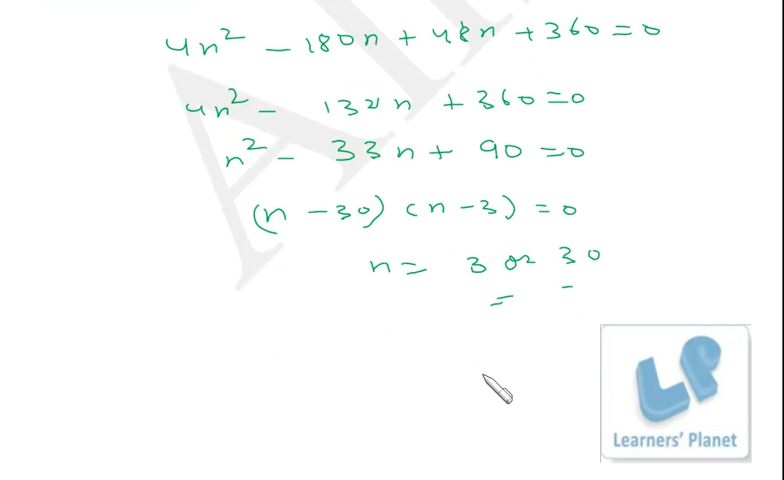 4n² - 180n + 48n + 360 = 0
4n² - 132n + 360 = 0
n² - 33n + 90 = 0
(n - 30) (n - 3) = 0
n = 3 or 30
LP
Learners' Planet